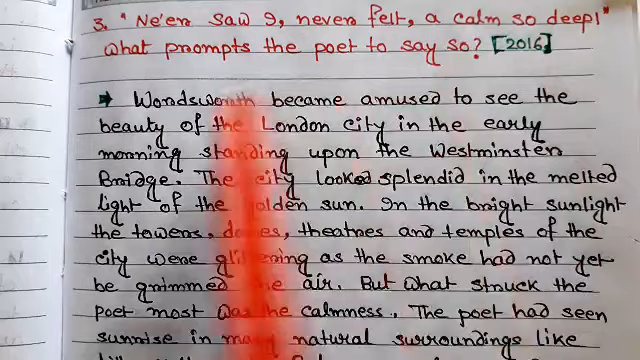 3. "Ne'er saw I, never felt, a calm so deep!"
What prompts the poet to say so? [2016]
→ Wordsworth became amused to see the
beauty of the London city in the early
morning standing upon the Westminster
Bridge. The city looked splendid in the melted
light of the golden sun. In the bright sunlight
the towers, domes, theatres and temples of the
city were glittening as the smoke had not yet
be grimmed the air. But what struck the
poet most was the calmness. The poet had seen
sunrise in many natural surroundings like